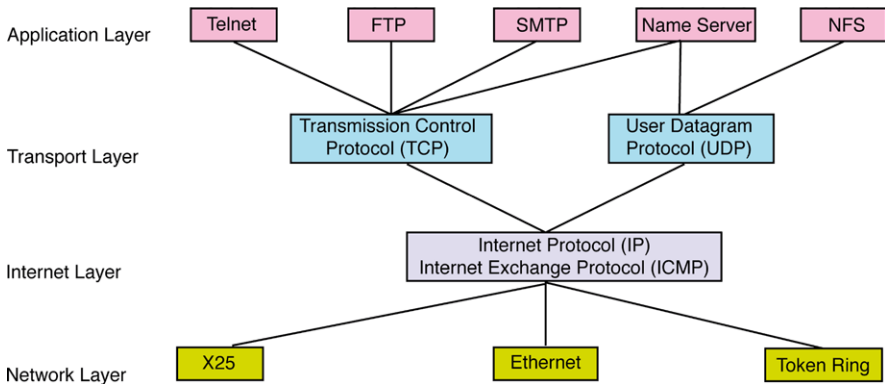 Application Layer
Telnet
FTP
SMTP
Name Server
NFS
Transport Layer
Transmission Control
Protocol (TCP)
User Datagram
Protocol (UDP)
Internet Layer
Internet Protocol (IP)
Internet Exchange Protocol (ICMP)
Network Layer
X25
Ethernet
Token Ring